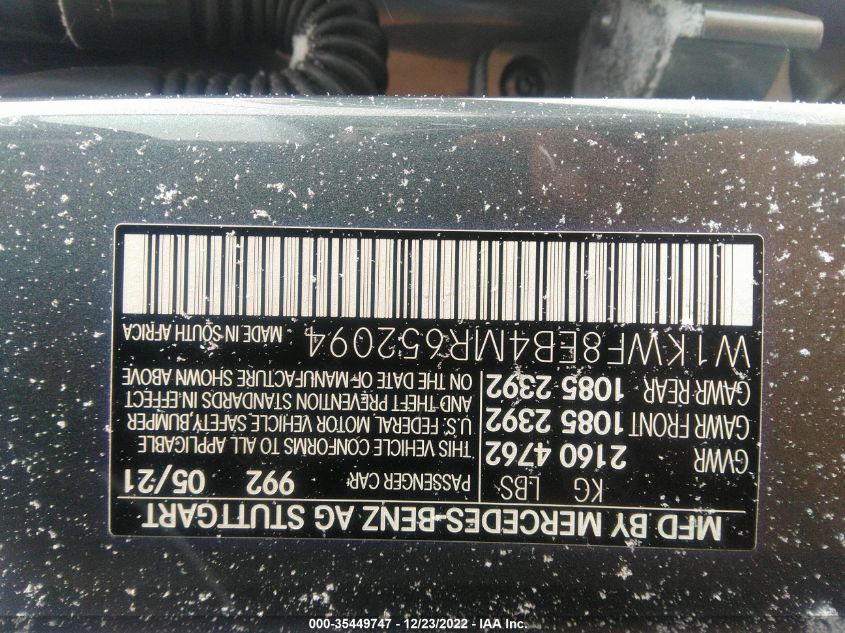 MFD BY MERCEDES-BENZ AG STUTTGART
KG LBS PASSENGER CAR 992 05/21
GVWR 2160 4762 THIS VEHICLE CONFORMS TO ALL APPLICABLE
GAWR FRONT 1085 2392 U.S. FEDERAL MOTOR VEHICLE SAFETY, BUMPER
AND THEFT PREVENTION STANDARDS IN EFFECT
GAWR REAR 1085 2392 ON THE DATE OF MANUFACTURE SHOWN ABOVE
W1KWF8EB4MR652094 MADE IN SOUTH AFRICA
000-35449747 - 12/23/2022 - IAA Inc.